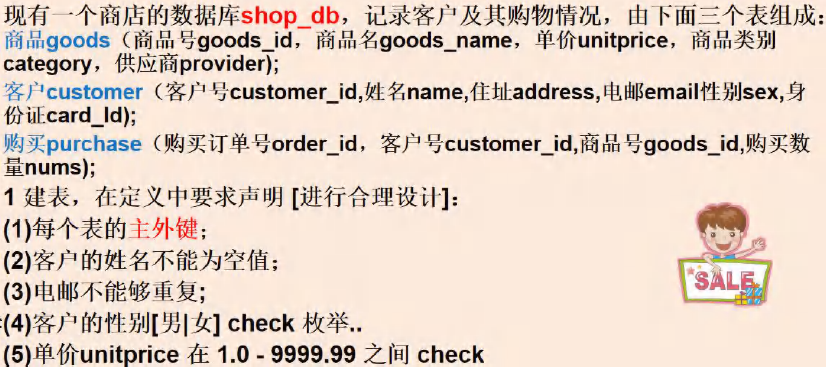 现有一个商店的数据库shop_db，记录客户及其购物情况，由下面三个表组成：
商品goods（商品号goods_id，商品名goods_name，单价unitprice，商品类别
category，供应商provider);
客户customer（客户号customer_id,姓名name,住址address,电邮email性别sex,身
份证card_Id);
购买purchase（购买订单号order_id，客户号customer_id,商品号goods_id,购买数
量nums);
1 建表，在定义中要求声明 [进行合理设计]：
(1)每个表的主外键；
(2)客户的姓名不能为空值；
(3)电邮不能够重复;
(4)客户的性别[男|女] check 枚举..
(5)单价unitprice 在 1.0 - 9999.99 之间 check
SALE